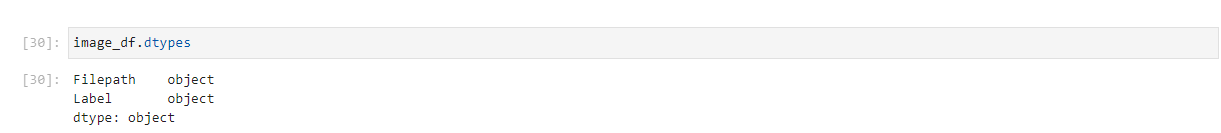 [30]: image_df.dtypes
[30]: Filepath    object
Label       object
dtype: object